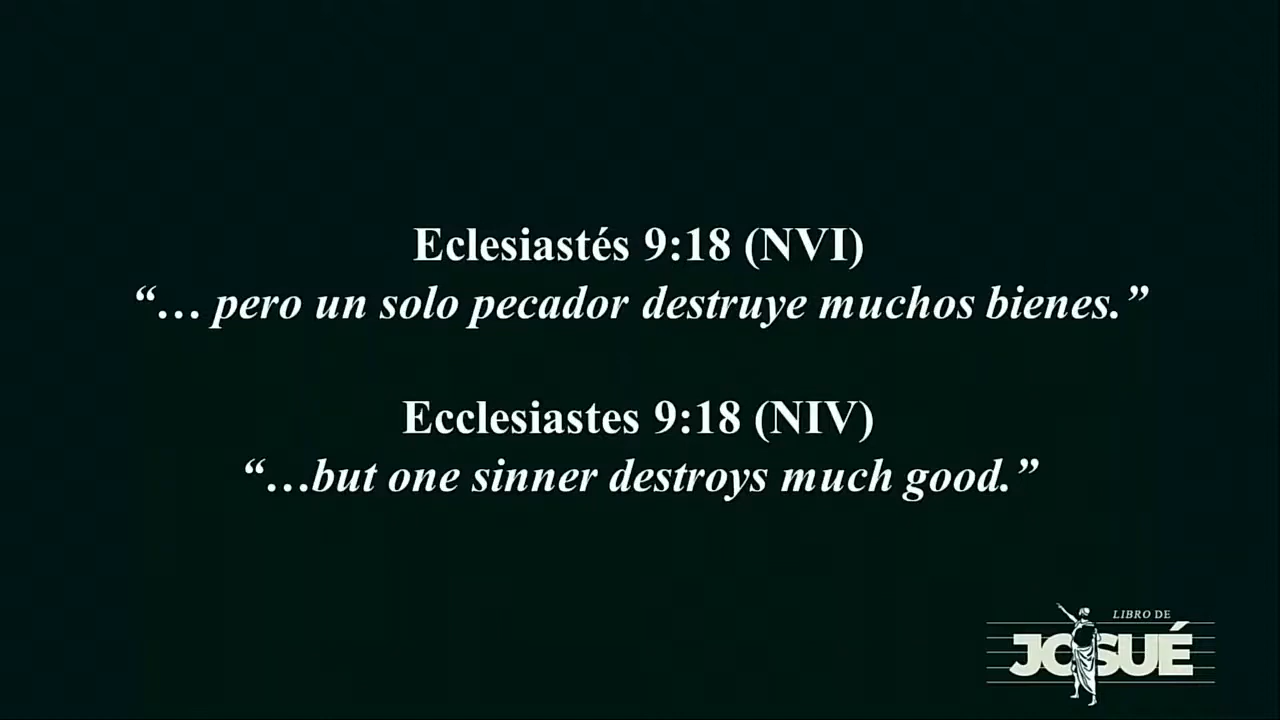 Eclesiastés 9:18 (NVI)
“… pero un solo pecador destruye muchos bienes.”
Ecclesiastes 9:18 (NIV)
“…but one sinner destroys much good.”
LIBRO DE
JOSUÉ